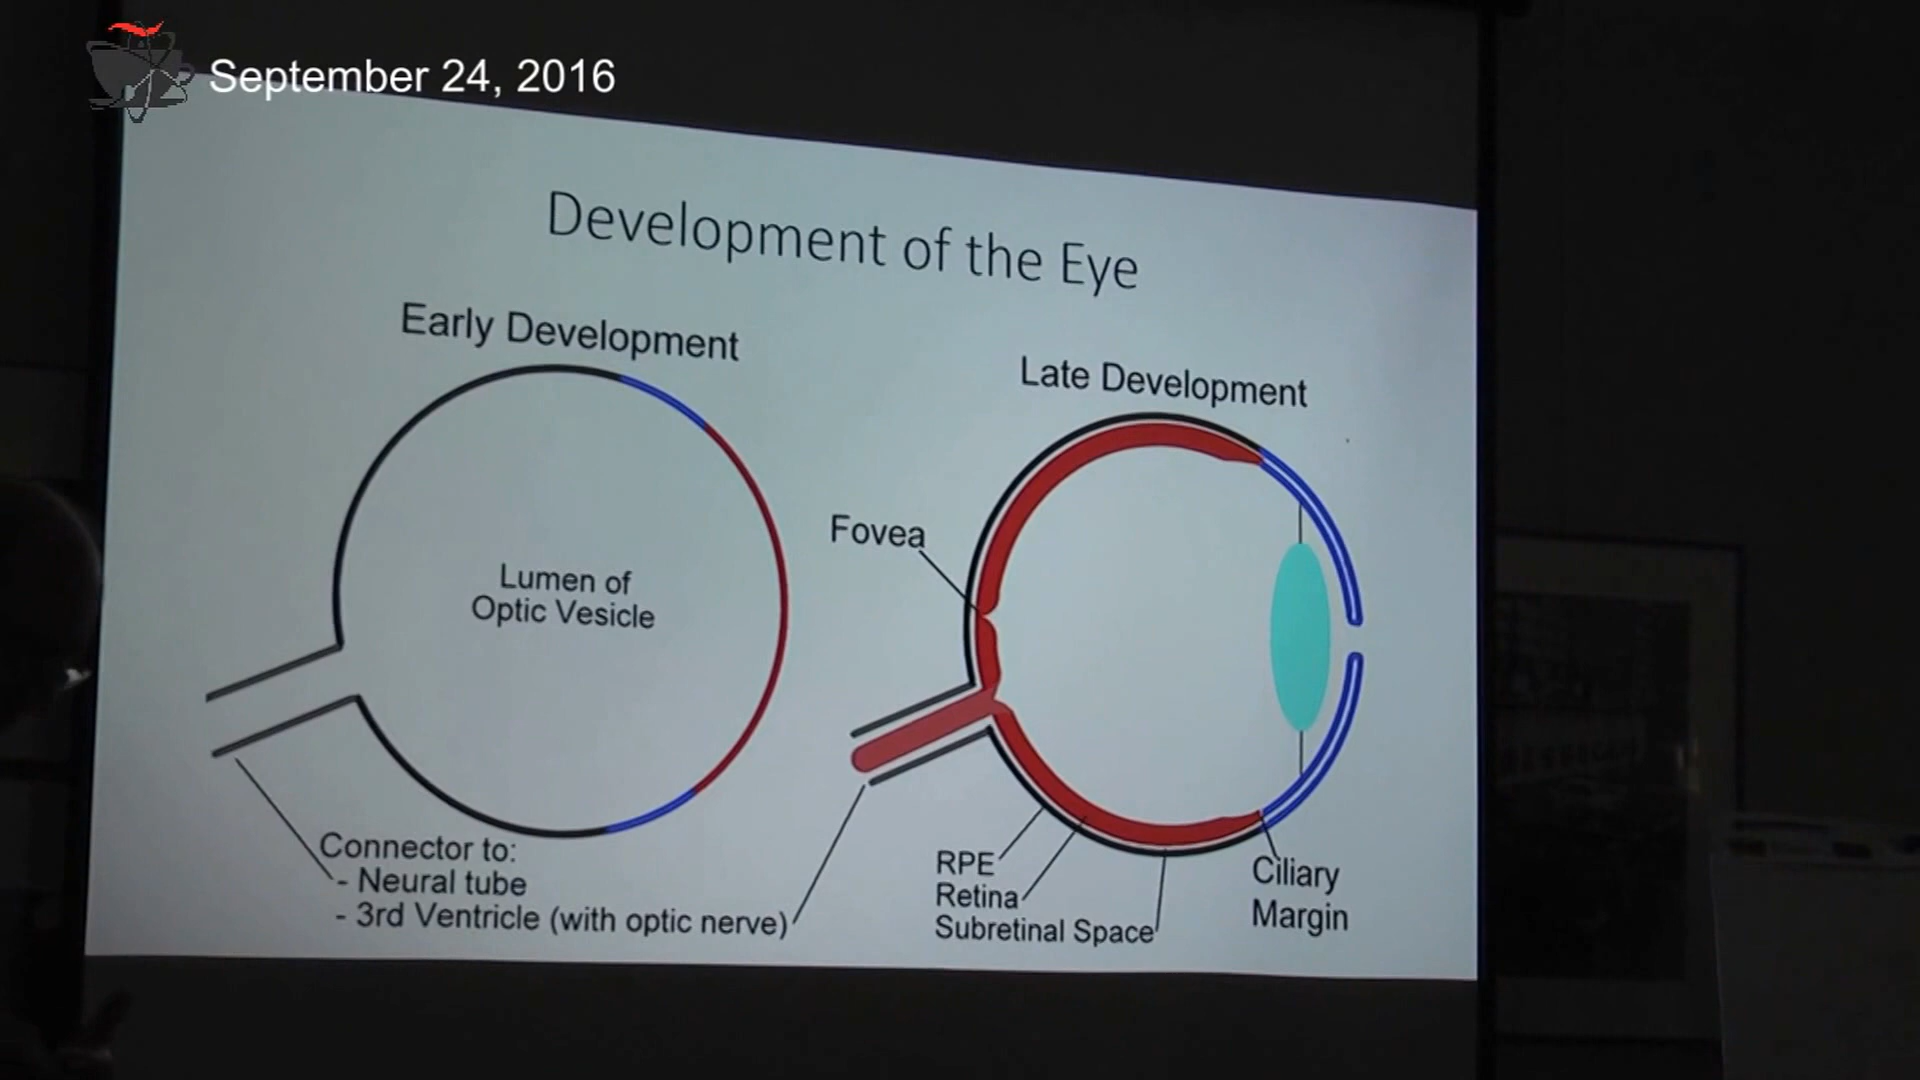 September 24, 2016
Development of the Eye
Early Development
Late Development
Fovea
Lumen of
Optic Vesicle
Connector to:
- Neural tube
- 3rd Ventricle (with optic nerve)
RPE
Retina
Subretinal Space
Ciliary
Margin